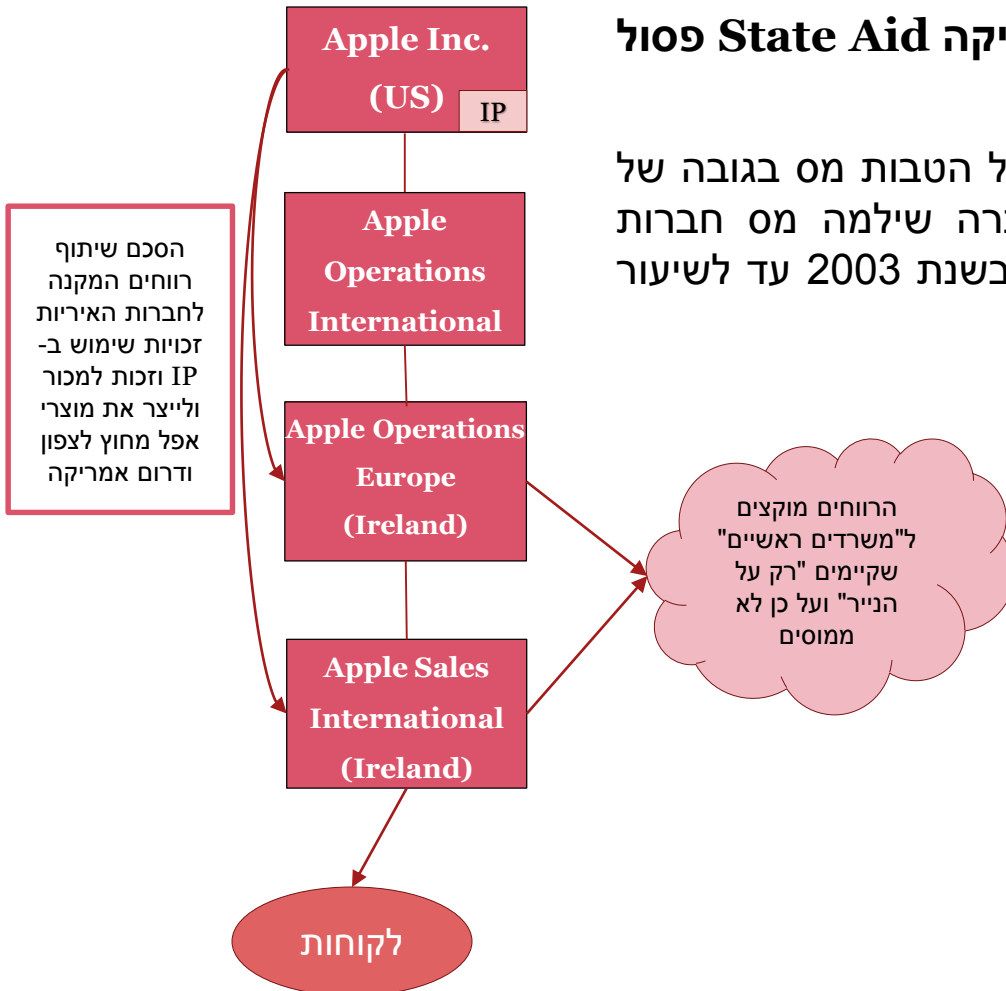 יקה State Aid פסול
ל הטבות מס בגובה של
רה שילמה מס חברות
בשנת 2003 עד לשיעור
Apple Inc.
(US)
IP
Apple
Operations
International
הסכם שיתוף
רווחים המקנה
לחברות האיריות
זכויות שימוש ב-
IP וזכות למכור
ולייצר את מוצרי
אפל מחוץ לצפון
ודרום אמריקה
Apple Operations
Europe
(Ireland)
הרווחים מוקצים
ל"משרדים ראשיים"
שקיימים "רק על
הנייר" ועל כן לא
ממוסים
Apple Sales
International
(Ireland)
לקוחות